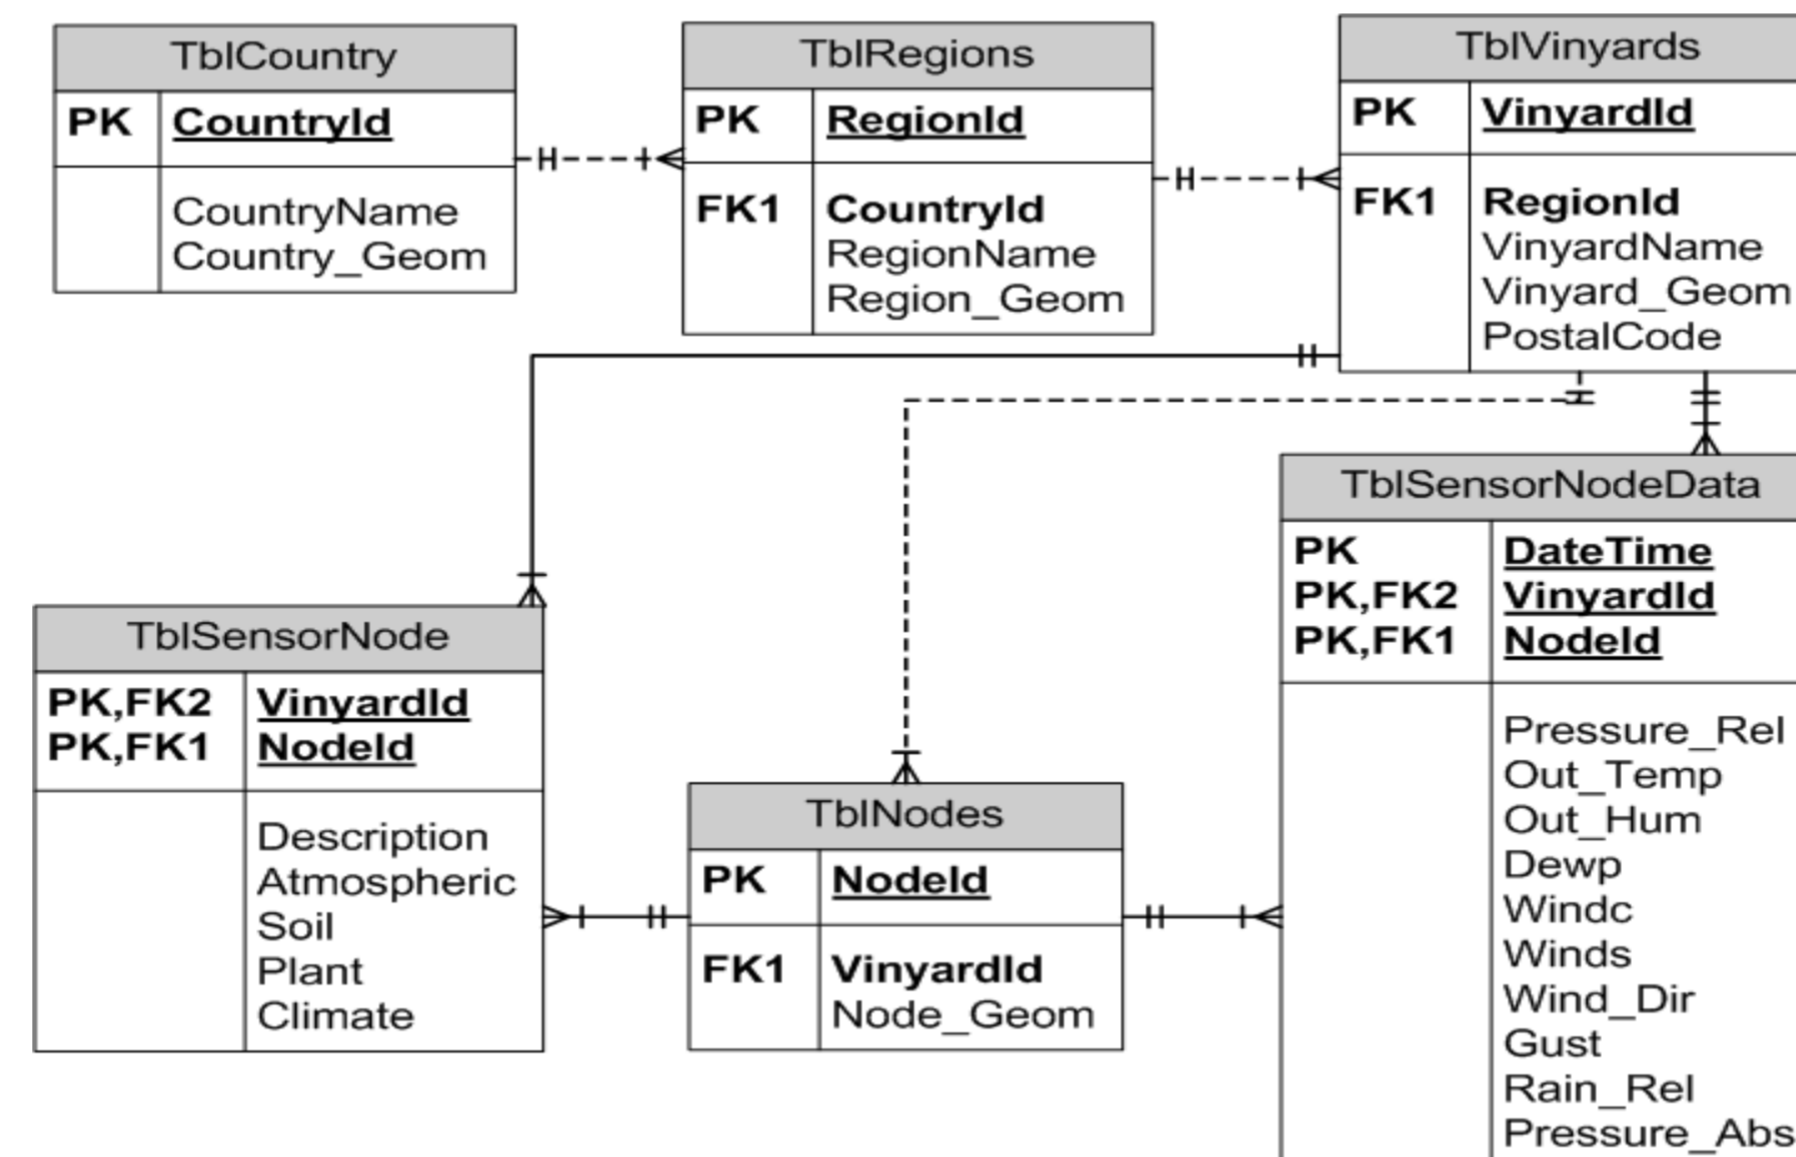 TblCountry
PK CountryId
CountryName
Country_Geom
TblRegions
PK RegionId
FK1 CountryId
RegionName
Region_Geom
TblVinyards
PK VinyardId
FK1 RegionId
VinyardName
Vinyard_Geom
PostalCode
TblSensorNode
PK,FK2 VinyardId
PK,FK1 NodeId
Description
Atmospheric
Soil
Plant
Climate
TblNodes
PK NodeId
FK1 VinyardId
Node_Geom
TblSensorNodeData
PK DateTime
PK,FK2 VinyardId
PK,FK1 NodeId
Pressure_Rel
Out_Temp
Out_Hum
Dewp
Windc
Winds
Wind_Dir
Gust
Rain_Rel
Pressure_Abs